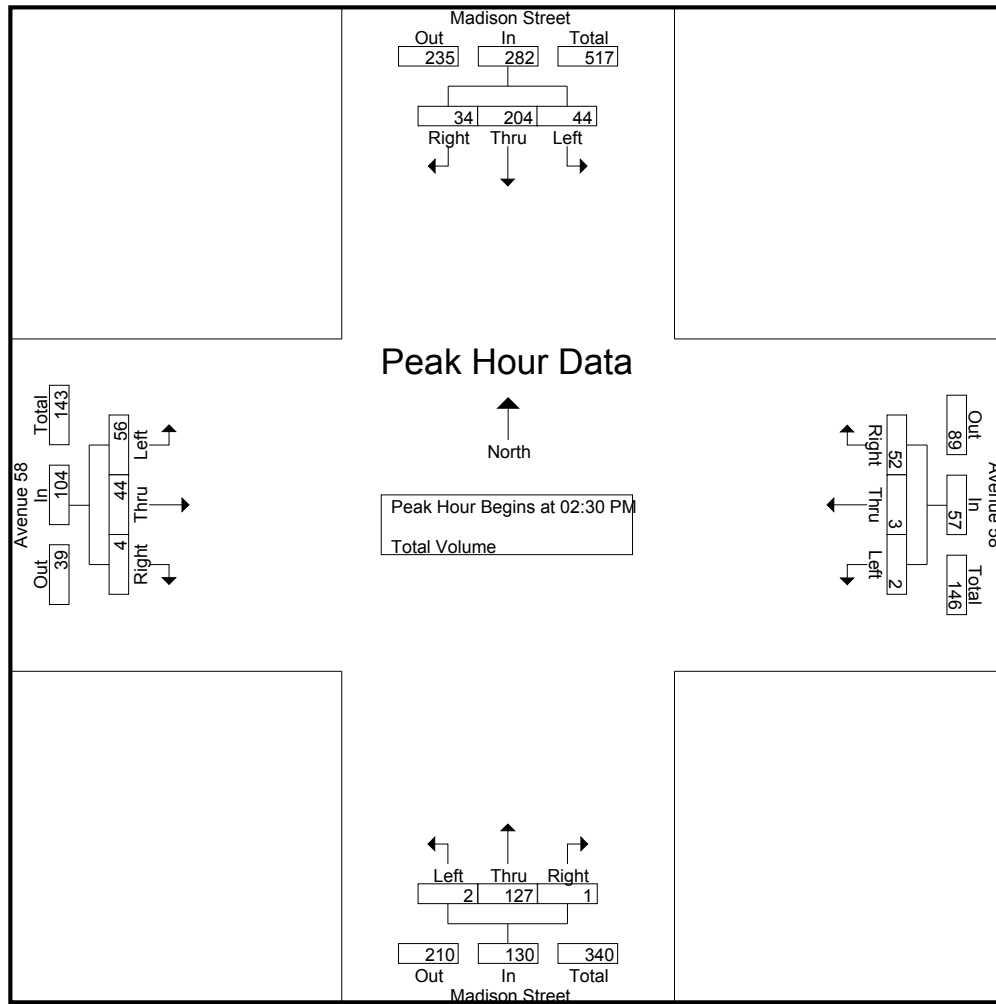 Madison Street
Out In Total
235 282 517
34 204 44
Right Thru Left
Peak Hour Data
North
Peak Hour Begins at 02:30 PM
Total Volume
Avenue 58
Out In Total
39 104 143
56 44 4
Left Thru Right
Avenue 58
Out In Total
89 57 146
52 3 2
Right Thru Left
Left Thru Right
2 127 1
210 130 340
Out In Total
Madison Street